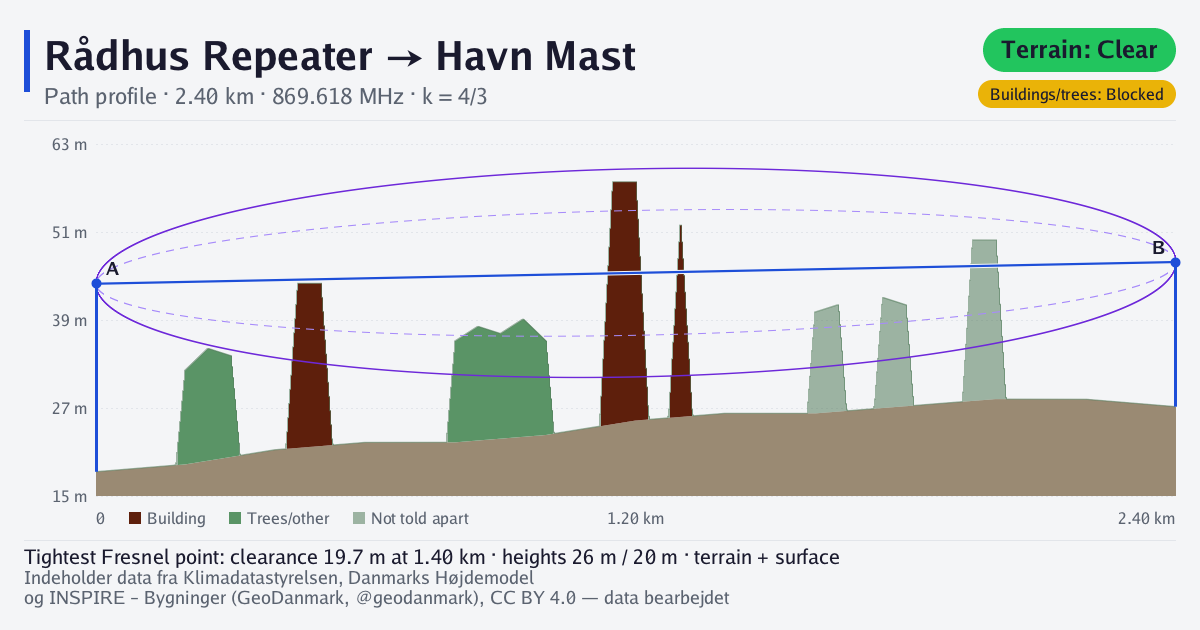 Rådhus Repeater → Havn Mast
Terrain: Clear
Path profile · 2.40 km · 869.618 MHz · k = 4/3
Buildings/trees: Blocked
63 m
51 m
39 m
27 m
15 m
A
B
0
Building
Trees/other
Not told apart
1.20 km
2.40 km
Tightest Fresnel point: clearance 19.7 m at 1.40 km · heights 26 m / 20 m · terrain + surface
Indeholder data fra Klimadatastyrelsen, Danmarks Højdemodel
og INSPIRE – Bygninger (GeoDanmark, @geodanmark), CC BY 4.0 — data bearbejdet